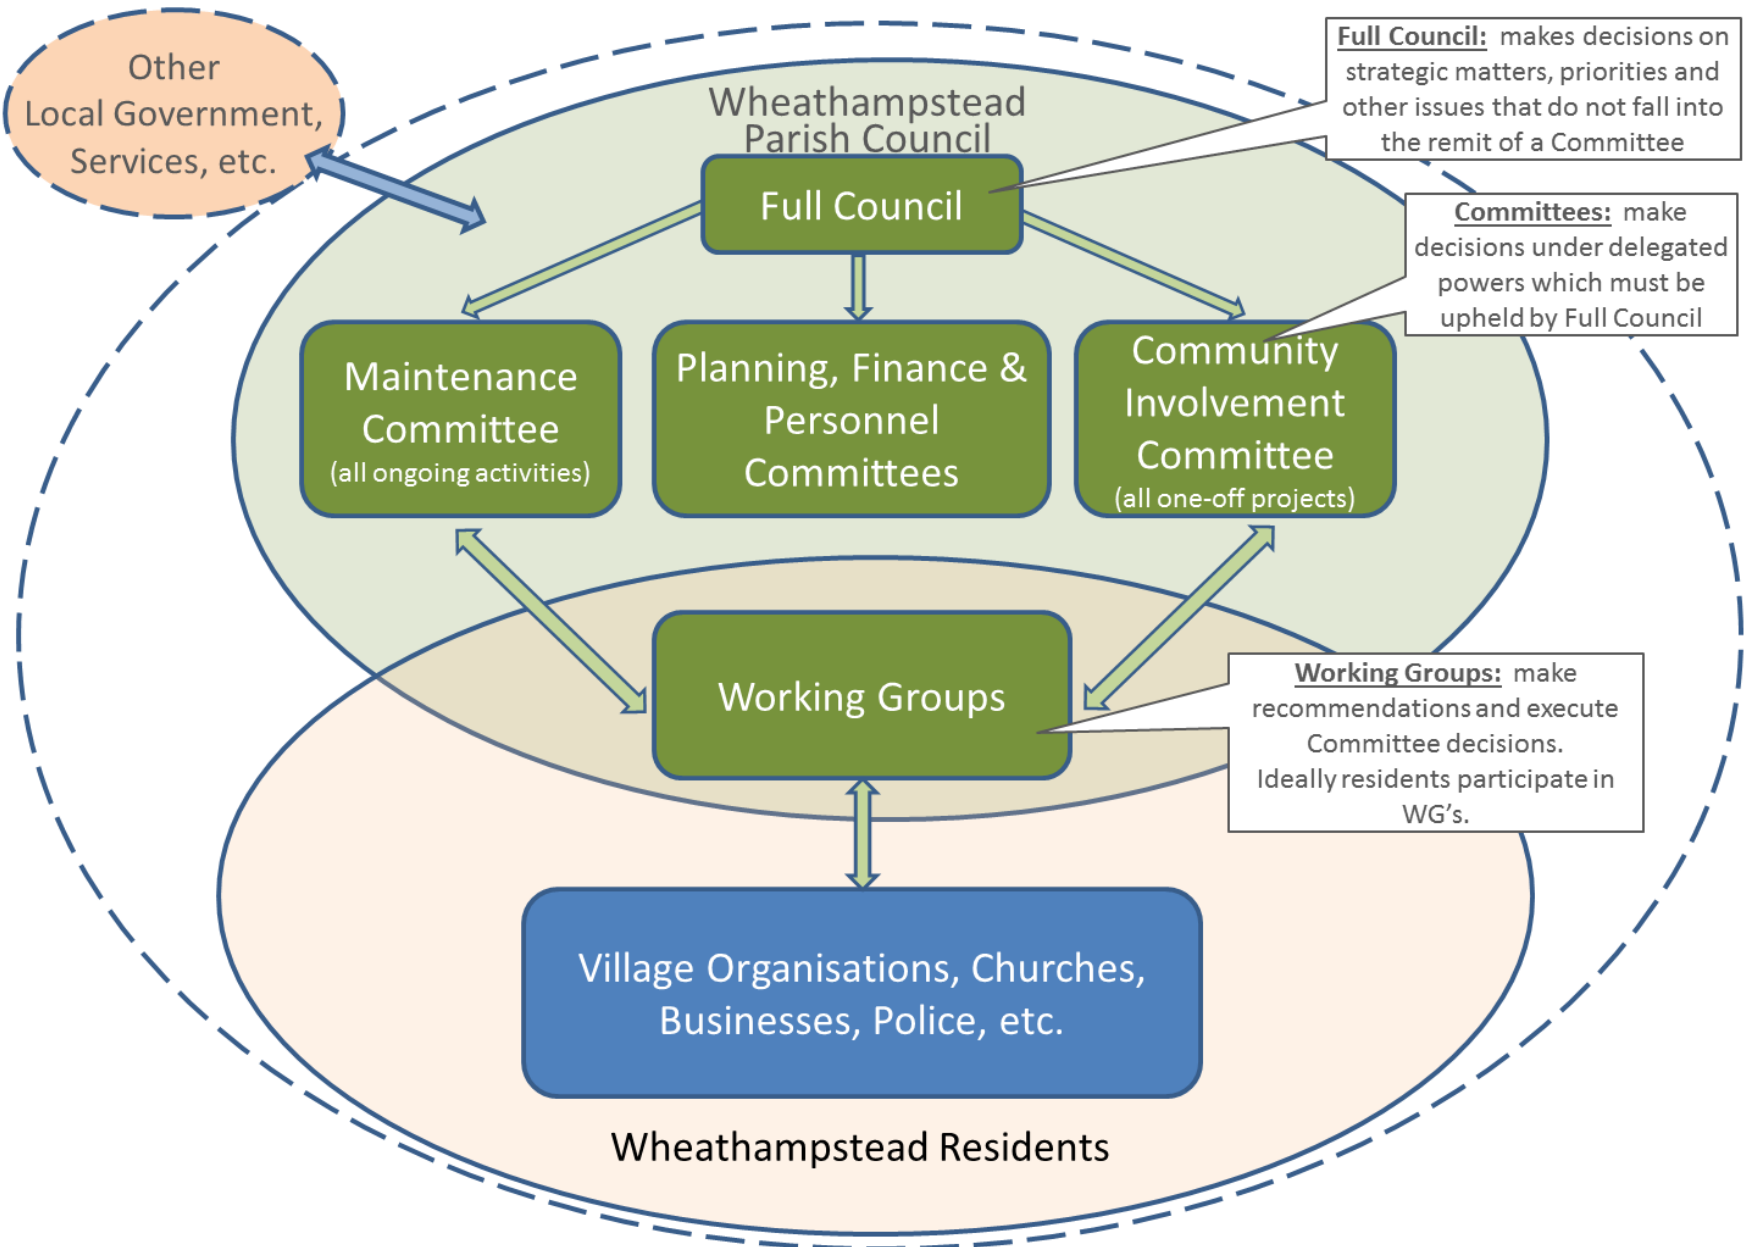 Other
Local Government,
Services, etc.
Wheathampstead
Parish Council
Full Council
Full Council: makes decisions on
strategic matters, priorities and
other issues that do not fall into
the remit of a Committee
Committees: make
decisions under delegated
powers which must be
upheld by Full Council
Maintenance
Committee
(all ongoing activities)
Planning, Finance &
Personnel
Committees
Community
Involvement
Committee
(all one-off projects)
Working Groups
Working Groups: make
recommendations and execute
Committee decisions.
Ideally residents participate in
WG's.
Village Organisations, Churches,
Businesses, Police, etc.
Wheathampstead Residents